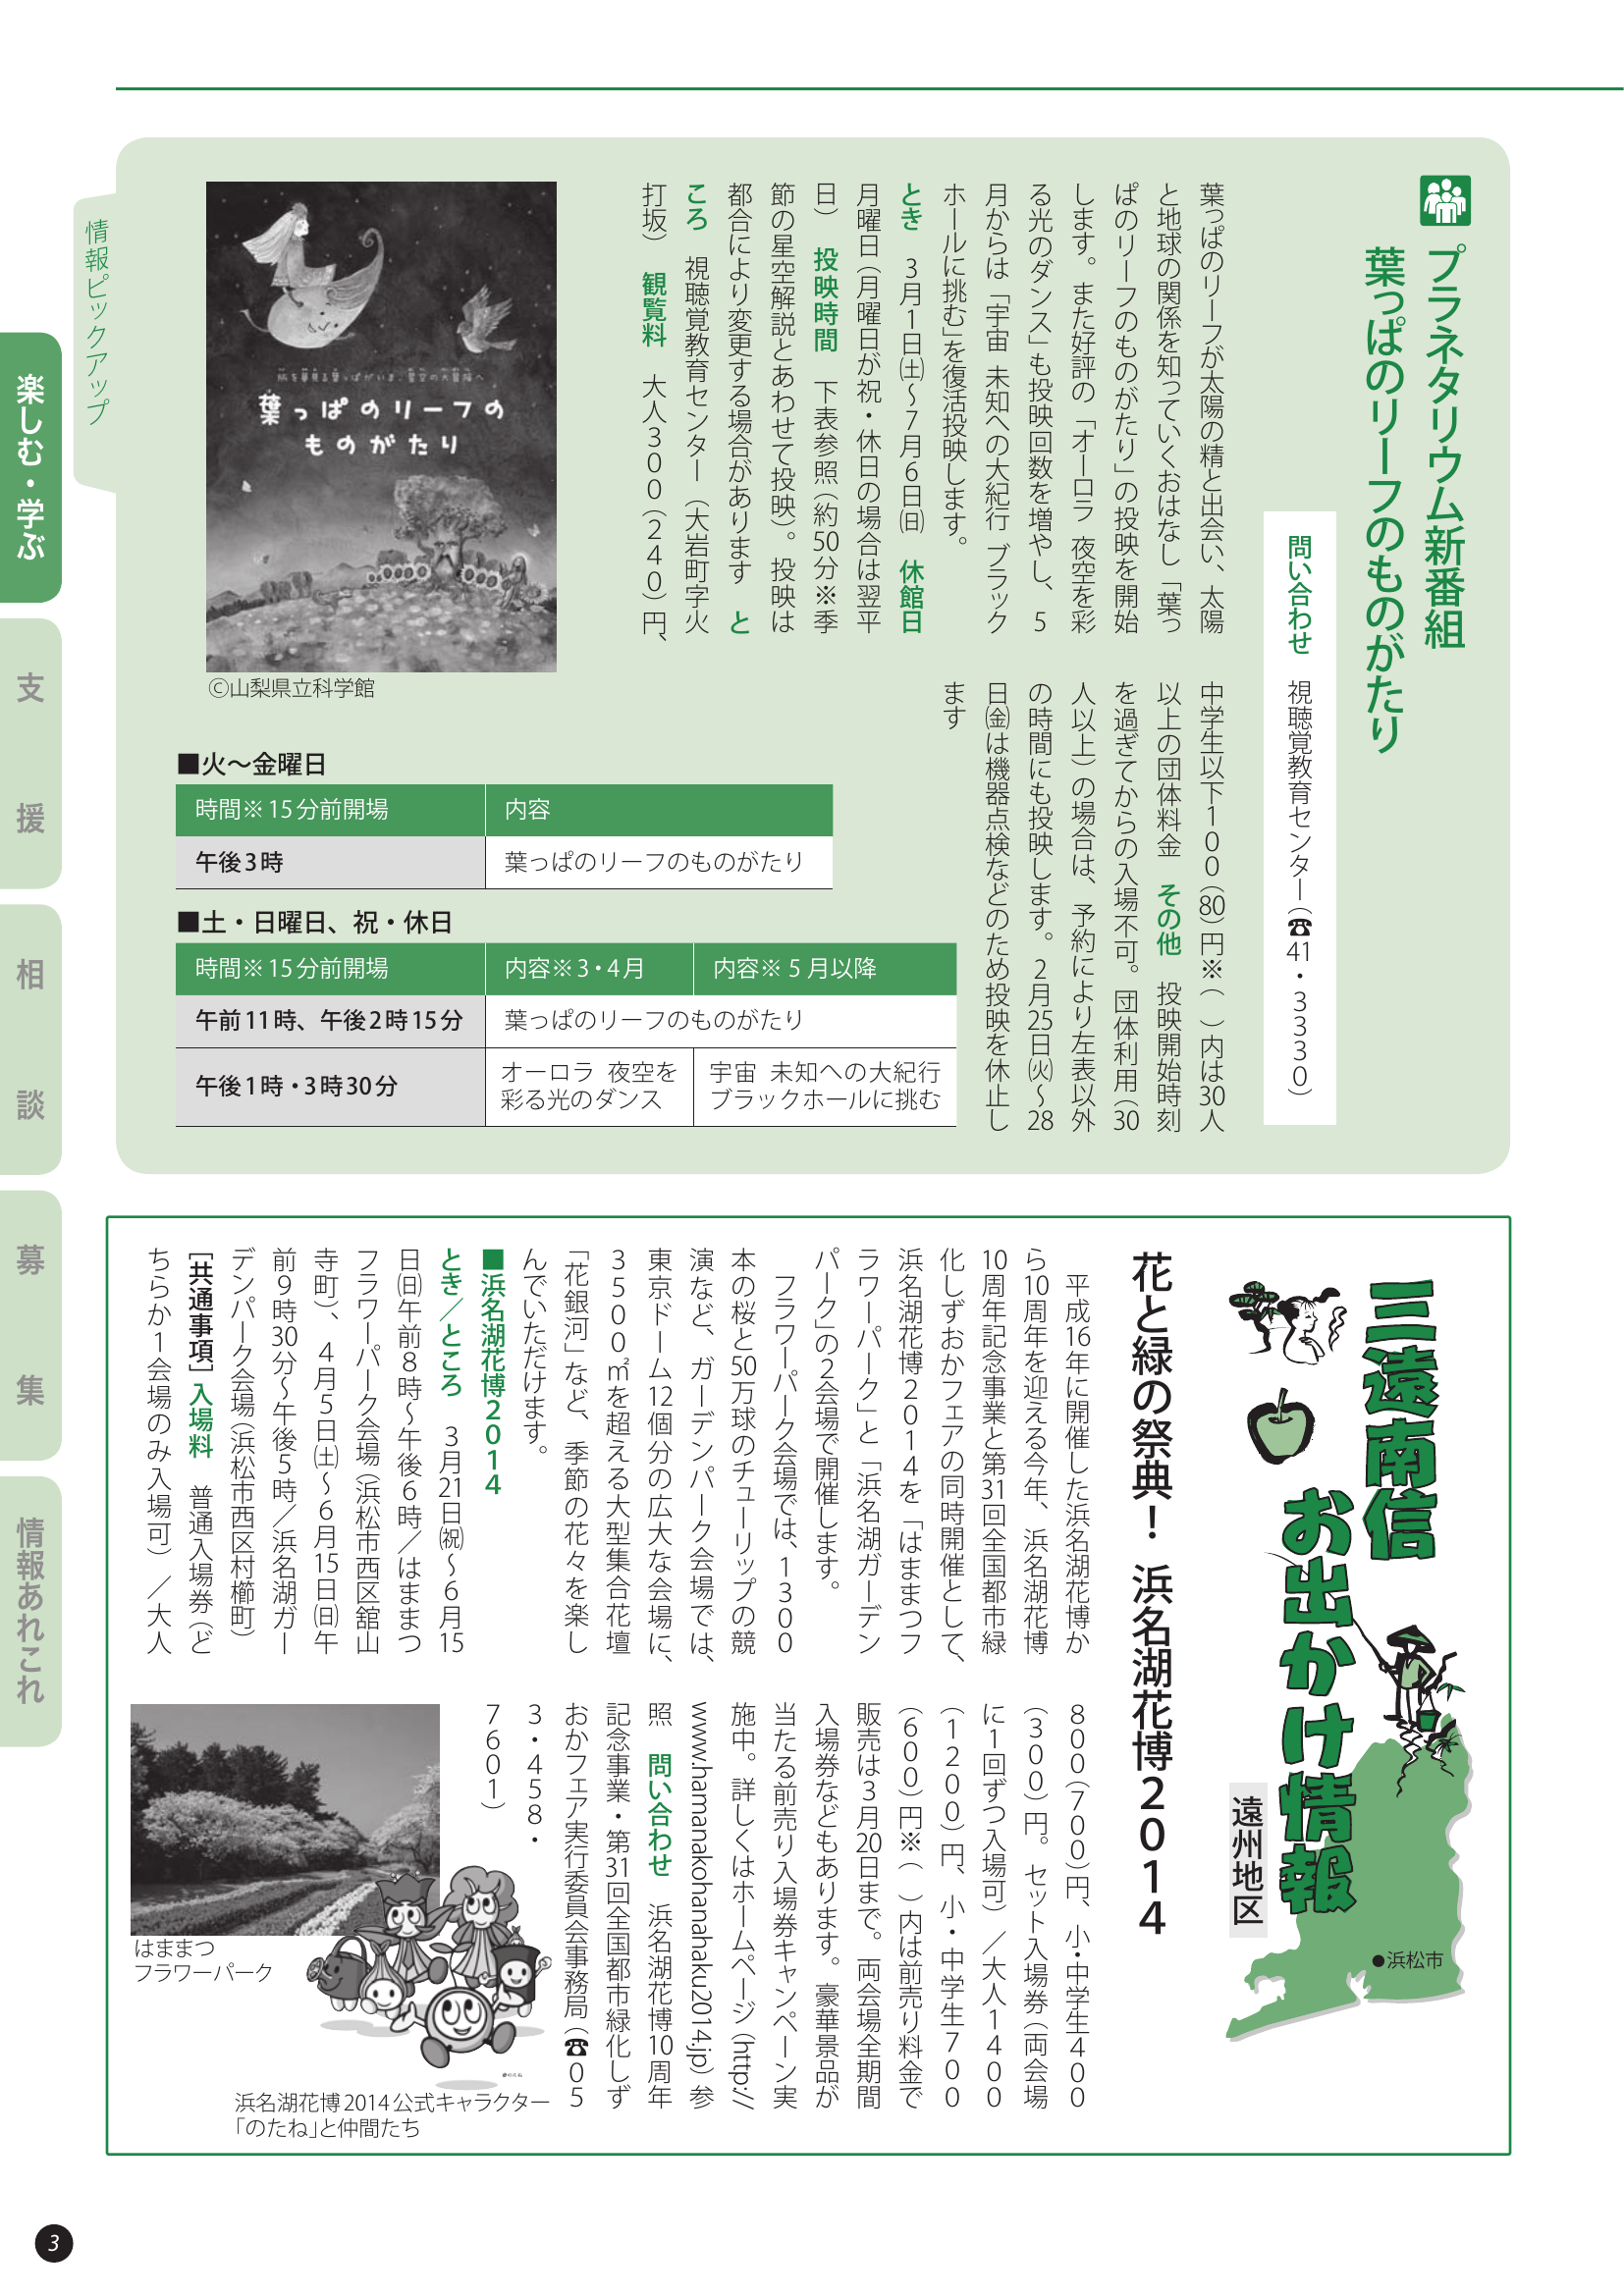 情報ピックアップ
プラネタリウム新番組
葉っぱのリーフのものがたり
問い合わせ　視聴覚教育センター(☎41・3330)
葉っぱのリーフが太陽の精と出会い、太陽
と地球の関係を知っていくおはなし「葉っ
ぱのリーフのものがたり」の投映を開始
します。また好評の「オーロラ 夜空を彩
る光のダンス」も投映回数を増やし、5
月からは「宇宙 未知への大紀行 ブラック
ホールに挑む」を復活投映します。
とき　3月1日㈯〜7月6日㈰　休館日
月曜日(月曜日が祝・休日の場合は翌平
日)　投映時間　下表参照(約50分※季
節の星空解説とあわせて投映)。投映は
都合により変更する場合があります　と
ころ　視聴覚教育センター(大岩町字火
打坂)　観覧料　大人300(240)円、
中学生以下100(80)円※(　)内は30人
以上の団体料金　その他　投映開始時刻
を過ぎてからの入場不可。団体利用(30
人以上)の場合は、予約により左表以外
の時間にも投映します。2月25日㈫〜28
日㈮は機器点検などのため投映を休止し
ます
旅を夢見る葉っぱがいま、星空の大冒険へ
葉っぱのリーフの
ものがたり
©山梨県立科学館
■火〜金曜日
時間※15分前開場　内容
午後3時　葉っぱのリーフのものがたり
■土・日曜日、祝・休日
時間※15分前開場　内容※3・4月　内容※5月以降
午前11時、午後2時15分　葉っぱのリーフのものがたり
午後1時・3時30分　オーロラ 夜空を　宇宙 未知への大紀行
彩る光のダンス　ブラックホールに挑む
楽しむ・学ぶ
支援
相談
募集
情報あれこれ
三遠南信
お出かけ情報
遠州地区
●浜松市
花と緑の祭典！ 浜名湖花博2014
平成16年に開催した浜名湖花博か
ら10周年を迎える今年、浜名湖花博
10周年記念事業と第31回全国都市緑
化しずおかフェアの同時開催として、
浜名湖花博2014を「はままつフ
ラワーパーク」と「浜名湖ガーデン
パーク」の2会場で開催します。
フラワーパーク会場では、1300
本の桜と50万球のチューリップの競
演など、ガーデンパーク会場では、
東京ドーム12個分の広大な会場に、
3500㎡を超える大型集合花壇
「花銀河」など、季節の花々を楽し
んでいただけます。
■浜名湖花博2014
とき／ところ　3月21日㈷〜6月15
日㈰午前8時〜午後6時／はままつ
フラワーパーク会場(浜松市西区舘山
寺町)、4月5日㈯〜6月15日㈰午
前9時30分〜午後5時／浜名湖ガー
デンパーク会場(浜松市西区村櫛町)
[共通事項] 入場料　普通入場券(ど
ちらか1会場のみ入場可)／大人
800(700)円、小・中学生400
(300)円。セット入場券(両会場
に1回ずつ入場可)／大人1400
(1200)円、小・中学生700
(600)円※(　)内は前売り料金で
販売は3月20日まで。両会場全期間
入場券などもあります。豪華景品が
当たる前売り入場券キャンペーン実
施中。詳しくはホームページ(http://
www.hamanakohanahaku2014.jp)参
照　問い合わせ　浜名湖花博10周年
記念事業・第31回全国都市緑化しず
おかフェア実行委員会事務局(☎05
3・458・
7601)
はままつ
フラワーパーク
浜名湖花博2014公式キャラクター
「のたね」と仲間たち
3